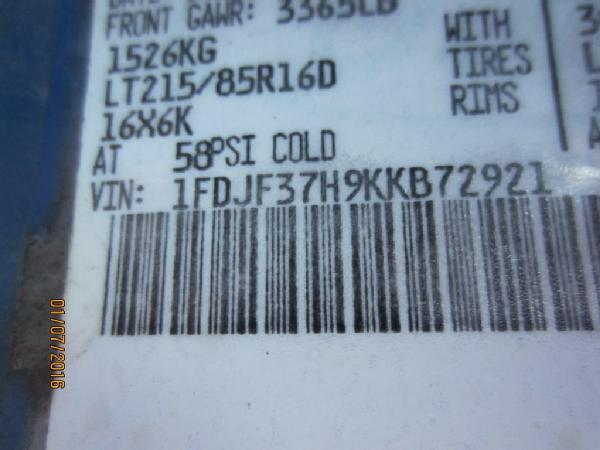 FRONT GAWR: 3365LB WITH
1526KG TIRES
LT215/85R16D RIMS
16X6K
AT 58PSI COLD
VIN: 1FDJF37H9KKB72921
01/07/2016